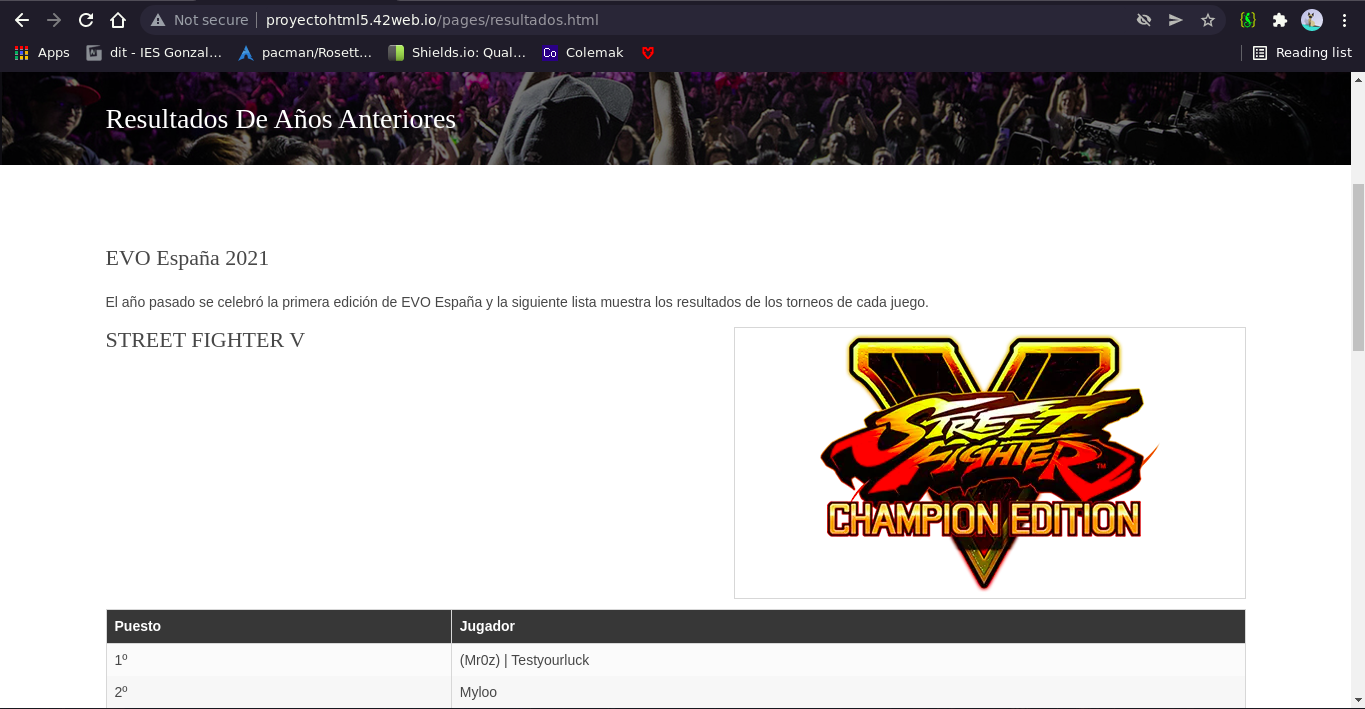 Not secure | proyectohtml5.42web.io/pages/resultados.html
Apps dit - IES Gonzal... pacman/Rosett... Shields.io: Qual... Co Colemak Reading list
Resultados De Años Anteriores
EVO España 2021
El año pasado se celebró la primera edición de EVO España y la siguiente lista muestra los resultados de los torneos de cada juego.
STREET FIGHTER V
V
STREET
FIGHTER™
CHAMPION EDITION
Puesto Jugador
1º (Mr0z) | Testyourluck
2º Myloo